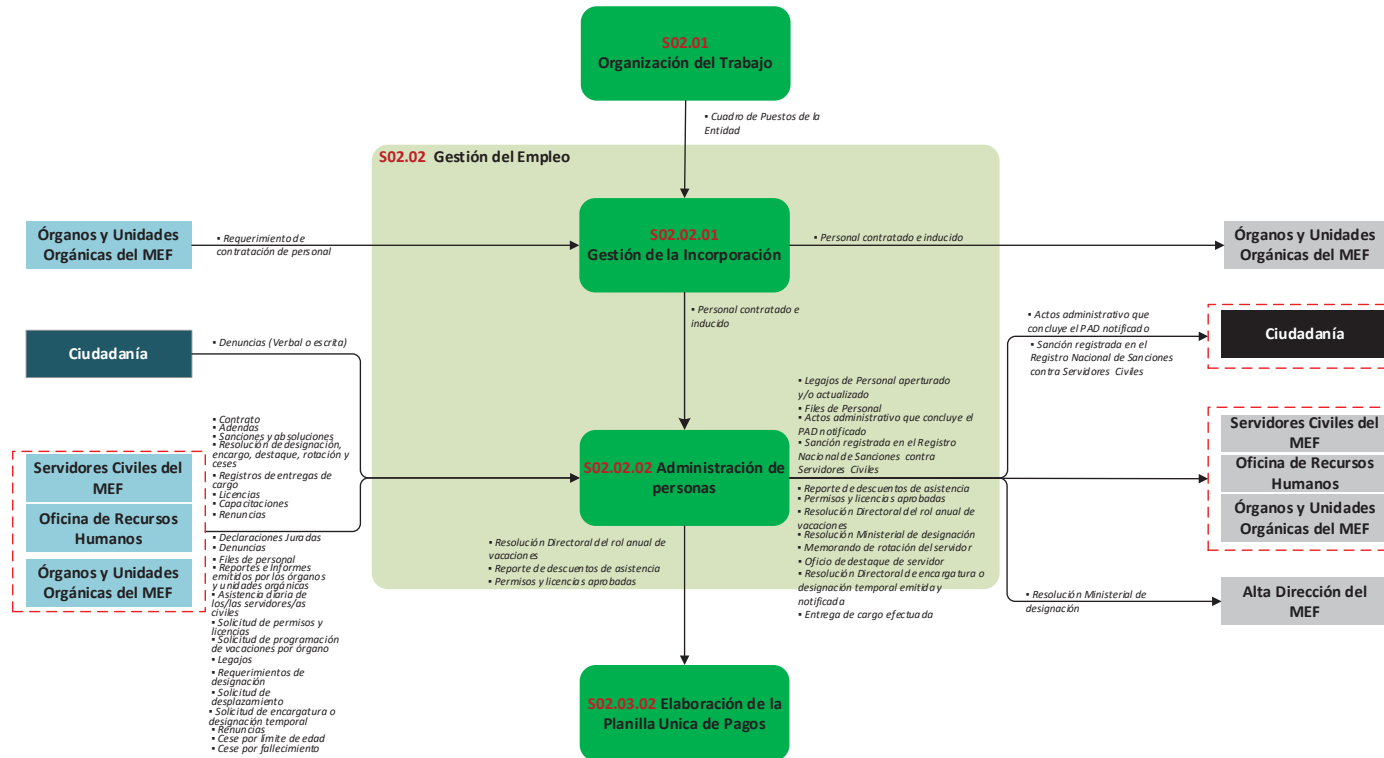 S02.01
Organización del Trabajo
▪ Cuadro de Puestos de la
Entidad
S02.02 Gestión del Empleo
Órganos y Unidades
Orgánicas del MEF
▪ Requerimiento de
contratación de personal
S02.02.01
Gestión de la Incorporación
▪ Personal contratado e inducido
Órganos y Unidades
Orgánicas del MEF
▪ Personal contratado e
inducido
Ciudadanía
▪ Denuncias (Verbal o escrita)
▪ Actos administrativo que
concluye el PAD notificado
▪ Sanción registrada en el
Registro Nacional de Sanciones
contra Servidores Civiles
Ciudadanía
▪ Contrato
▪ Adendas
▪ Sanciones y absoluciones
▪ Resolución de designación,
encargo, destaque, rotación y
ceses
▪ Registros de entregas de
cargo
▪ Licencias
▪ Capacitaciones
▪ Renuncias
Servidores Civiles del
MEF
Oficina de Recursos
Humanos
Órganos y Unidades
Orgánicas del MEF
▪ Declaraciones Juradas
▪ Denuncias
▪ Files de personal
▪ Reportes e Informes
emitidos por los órganos
y unidades orgánicas
▪ Asistencia diaria de
los/las servidores/as
civiles
▪ Solicitud de permisos y
licencias
▪ Solicitud de programación
de vacaciones por órgano
▪ Legajos
▪ Requerimientos de
designación
▪ Solicitud de
desplazamiento
▪ Solicitud de encargatura o
designación temporal
▪ Renuncias
▪ Cese por límite de edad
▪ Cese por fallecimiento
S02.02.02 Administración de
personas
▪ Legajos de Personal aperturado
y/o actualizado
▪ Files de Personal
▪ Actos administrativo que concluye el
PAD notificado
▪ Sanción registrada en el Registro
Nacional de Sanciones contra
Servidores Civiles
▪ Reporte de descuentos de asistencia
▪ Permisos y licencias aprobadas
▪ Resolución Directoral del rol anual de
vacaciones
▪ Resolución Ministerial de designación
▪ Memorando de rotación del servidor
▪ Oficio de destaque de servidor
▪ Resolución Directoral de encargatura o
designación temporal emitida y
notificada
▪ Entrega de cargo efectuada
Servidores Civiles del
MEF
Oficina de Recursos
Humanos
Órganos y Unidades
Orgánicas del MEF
▪ Resolución Ministerial de
designación
Alta Dirección del
MEF
▪ Resolución Directoral del rol anual de
vacaciones
▪ Reporte de descuentos de asistencia
▪ Permisos y licencias aprobadas
S02.03.02 Elaboración de la
Planilla Unica de Pagos